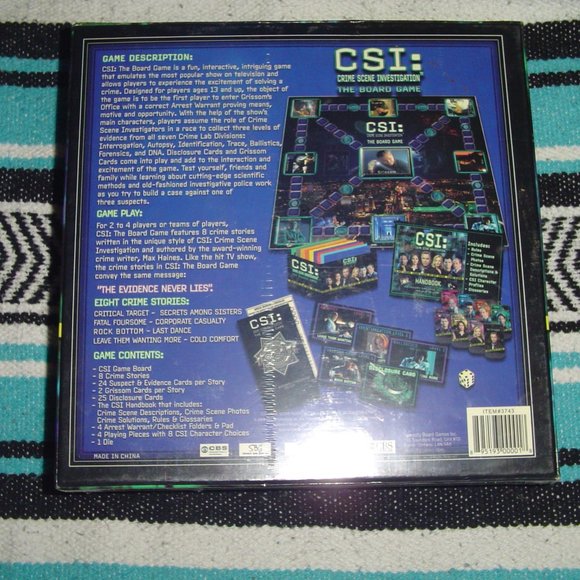 GAME DESCRIPTION:
CSI: The Board Game is a fun, interactive, intriguing game
that emulates the most popular show on television and
allows players to experience the excitement of solving a
crime. Designed for players ages 13 and up, the object of
the game is to be the first player to enter Grissom's
Office with a correct Arrest Warrant proving means,
motive and opportunity. With the help of the show's
main characters, players assume the role of Crime
Scene Investigators in a race to collect three levels of
evidence from all seven Crime Lab Divisions:
Interrogation, Autopsy, Identification, Trace, Ballistics,
Forensics, and DNA. Disclosure Cards and Grissom
Cards come into play and add to the interaction and
excitement of the game. Test yourself, friends and
family while learning about cutting-edge scientific
methods and old-fashioned investigative police work
as you try to build a case against one of
three suspects.
GAME PLAY:
For 2 to 4 players or teams of players,
CSI: The Board Game features 8 crime stories
written in the unique style of CSI: Crime Scene
Investigation and authored by the award-winning
crime writer, Max Haines. Like the hit TV show,
the crime stories in CSI: The Board Game
convey the same message:
"THE EVIDENCE NEVER LIES".
EIGHT CRIME STORIES:
CRITICAL TARGET - SECRETS AMONG SISTERS
FATAL FOURSOME - CORPORATE CASUALTY
ROCK BOTTOM - LAST DANCE
LEAVE THEM WANTING MORE - COLD COMFORT
GAME CONTENTS:
- CSI Game Board
- 8 Crime Stories
- 24 Suspect & Evidence Cards per Story
- 2 Grissom Cards per Story
- 25 Disclosure Cards
- The CSI Handbook that includes:
Crime Scene Descriptions, Crime Scene Photos
Crime Solutions, Rules & Glossaries
- 4 Arrest Warrant/Checklist Folders & Pad
- 4 Playing Pieces with 8 CSI Character Choices
- 1 Die
MADE IN CHINA
CBS
CSI:
CRIME SCENE INVESTIGATION
THE BOARD GAME
CSI:
THE BOARD GAME
GRISSOM
CSI:
CSI:
HANDBOOK
Includes:
- Rules
- Crime Scene
CSI:
DISCLOSURE CARD
ITEM#3743
8 95193 00001 8